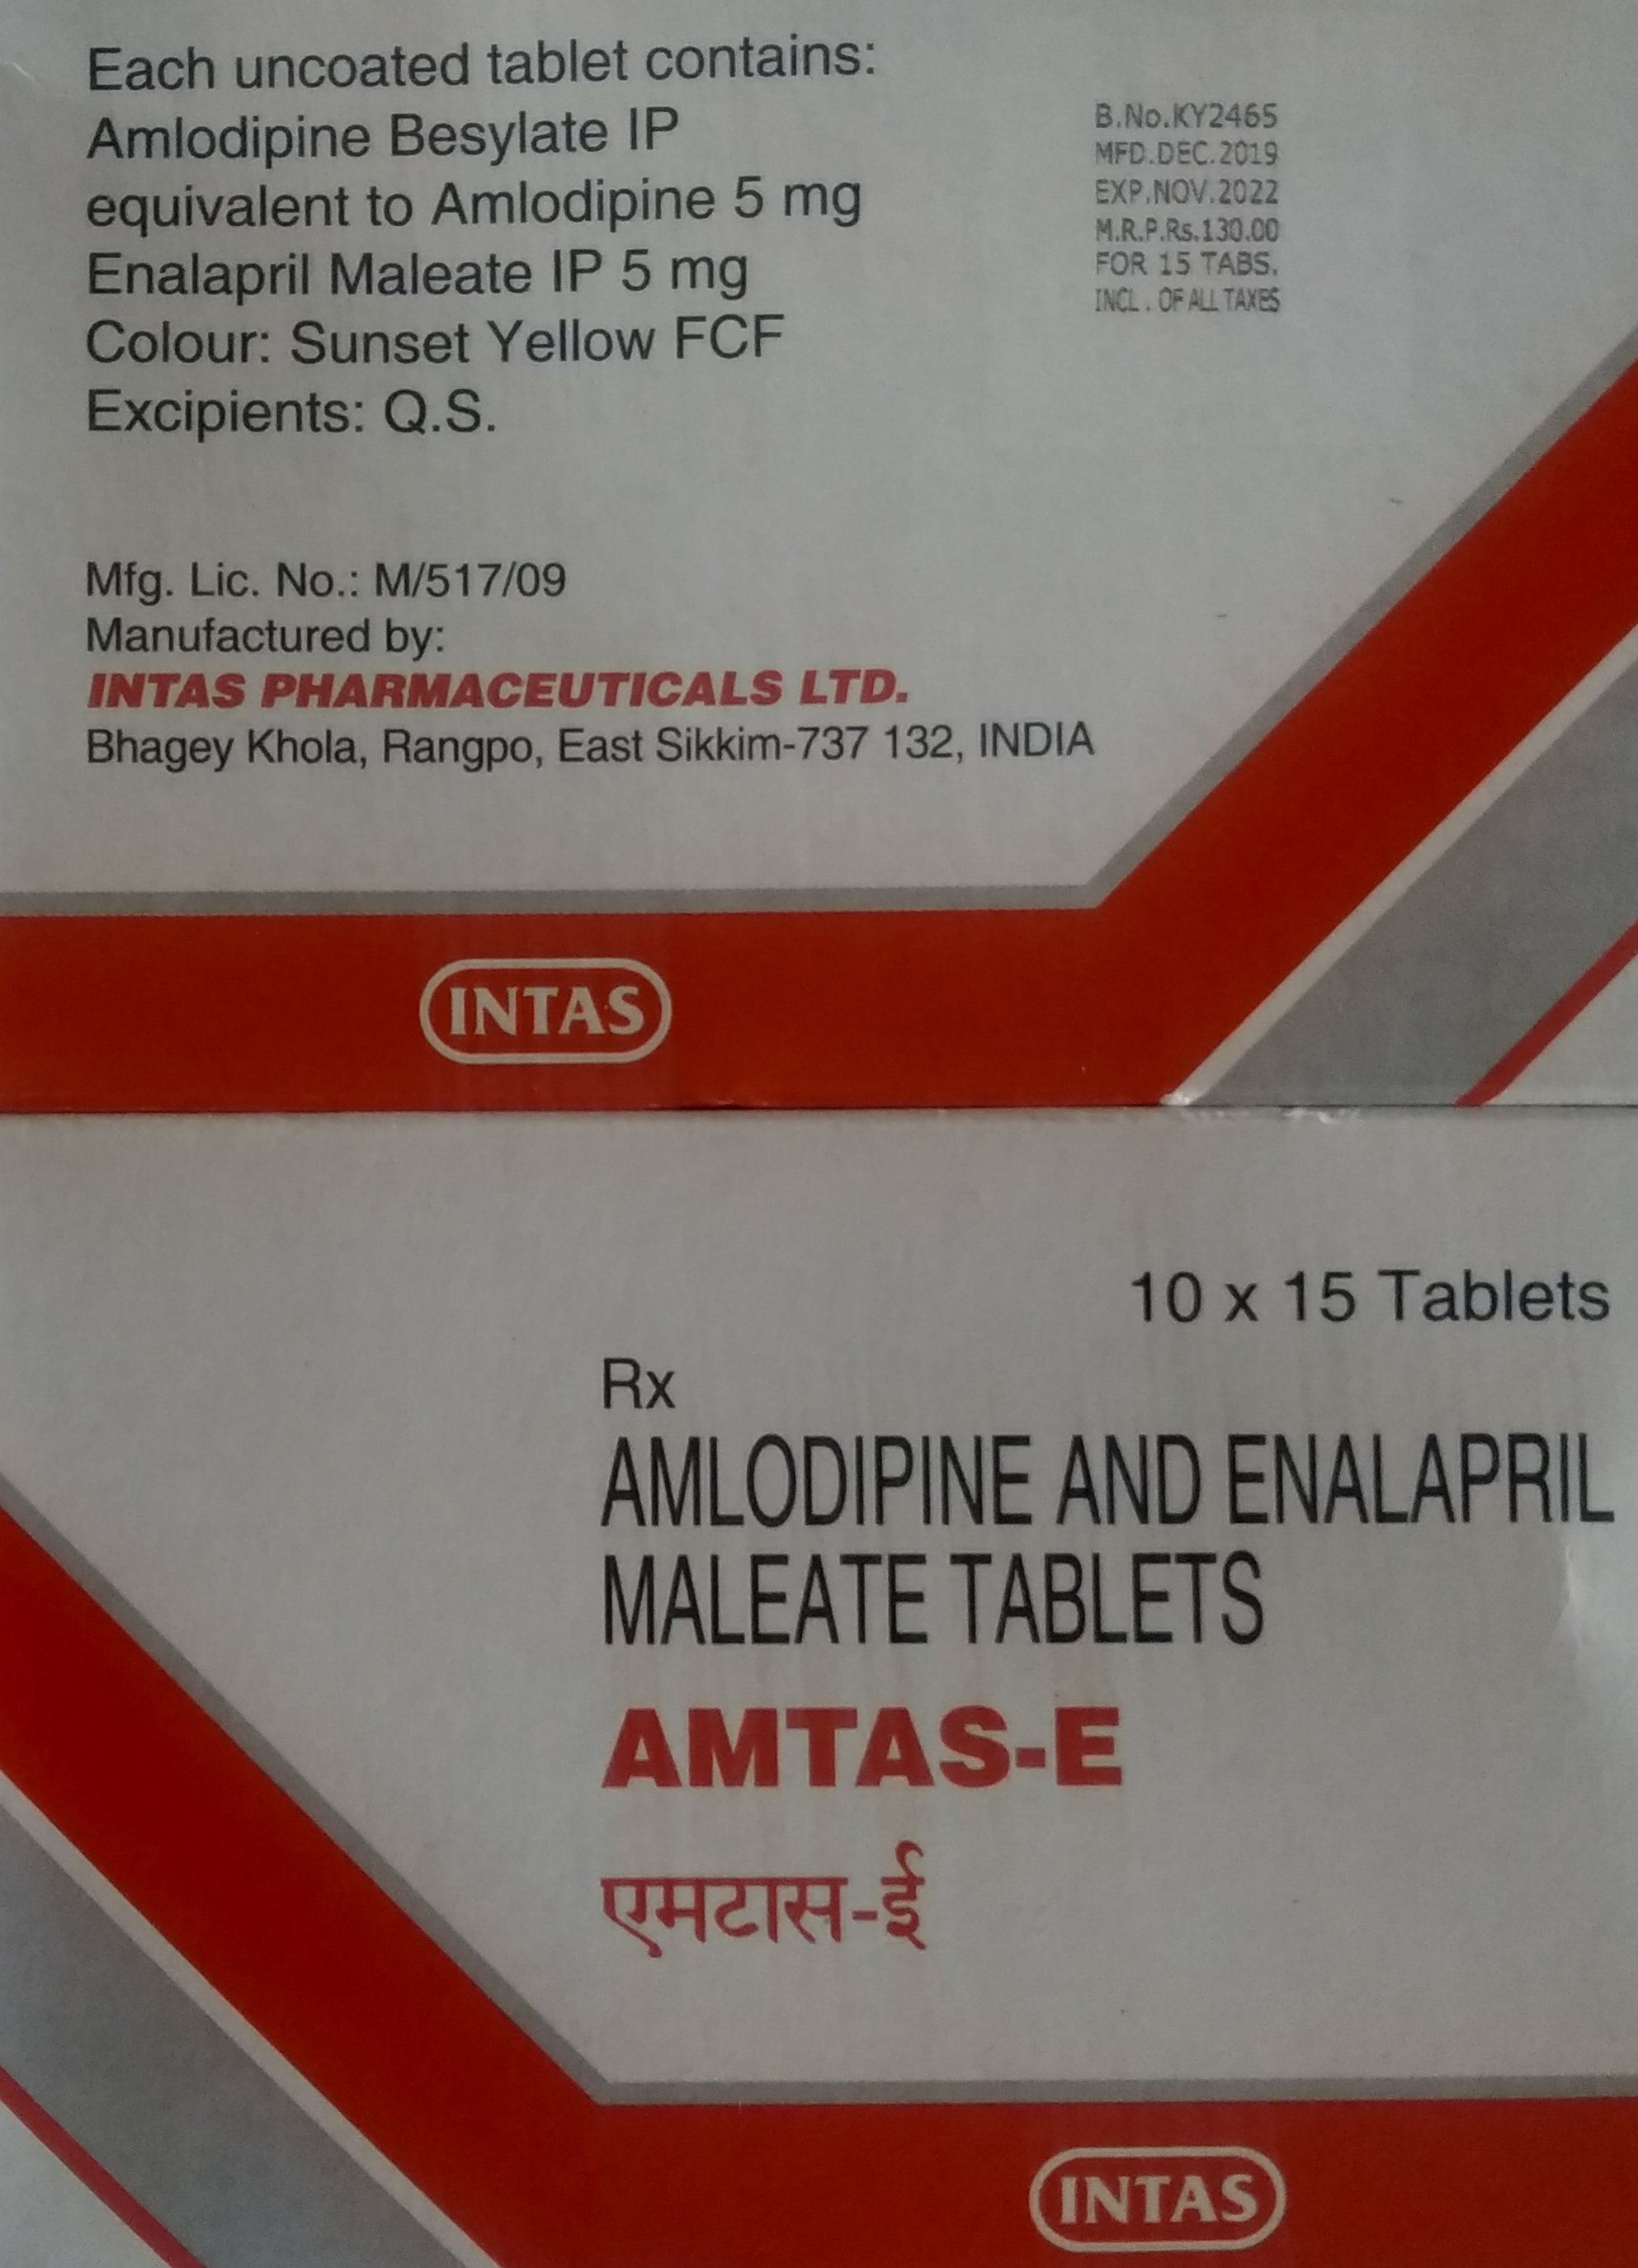 Each uncoated tablet contains:
Amlodipine Besylate IP
equivalent to Amlodipine 5 mg
Enalapril Maleate IP 5 mg
Colour: Sunset Yellow FCF
Excipients: Q.S.
B.No.KY2465
MFD.DEC.2019
EXP.NOV.2022
M.R.P.Rs.130.00
FOR 15 TABS.
INCL . OF ALL TAXES
Mfg. Lic. No.: M/517/09
Manufactured by:
INTAS PHARMACEUTICALS LTD.
Bhagey Khola, Rangpo, East Sikkim-737 132, INDIA
INTAS
10 x 15 Tablets
Rx
AMLODIPINE AND ENALAPRIL
MALEATE TABLETS
AMTAS-E
एमटास-ई
INTAS